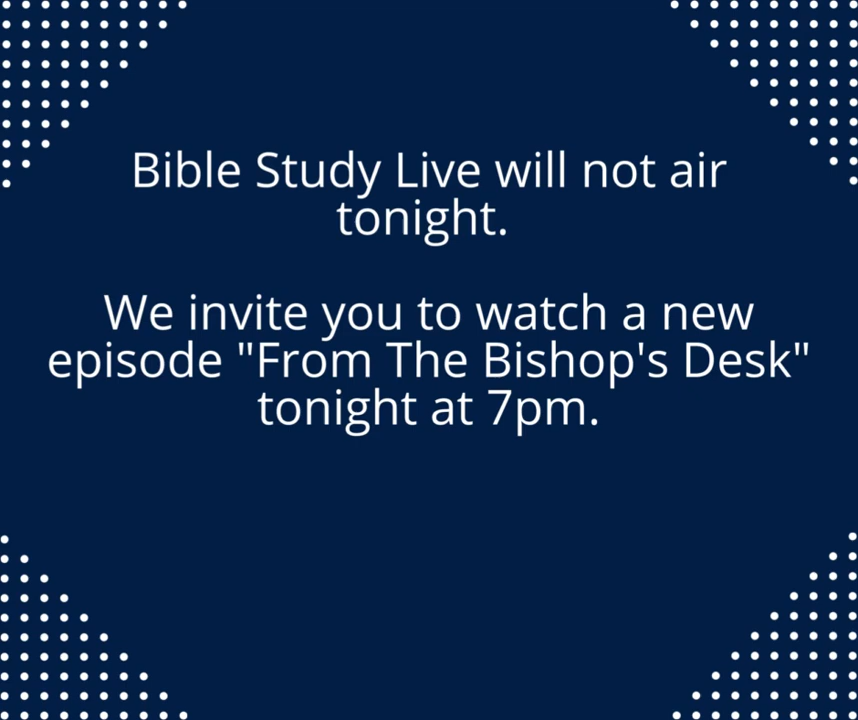 Bible Study Live will not air
tonight.
We invite you to watch a new
episode "From The Bishop's Desk"
tonight at 7pm.